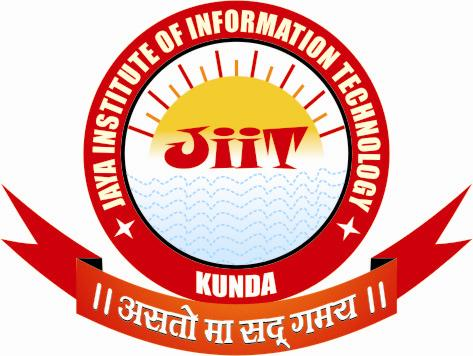 JAYA INSTITUTE OF INFORMATION TECHNOLOGY
JiiT
KUNDA
|| असतो मा सद् गमय ||